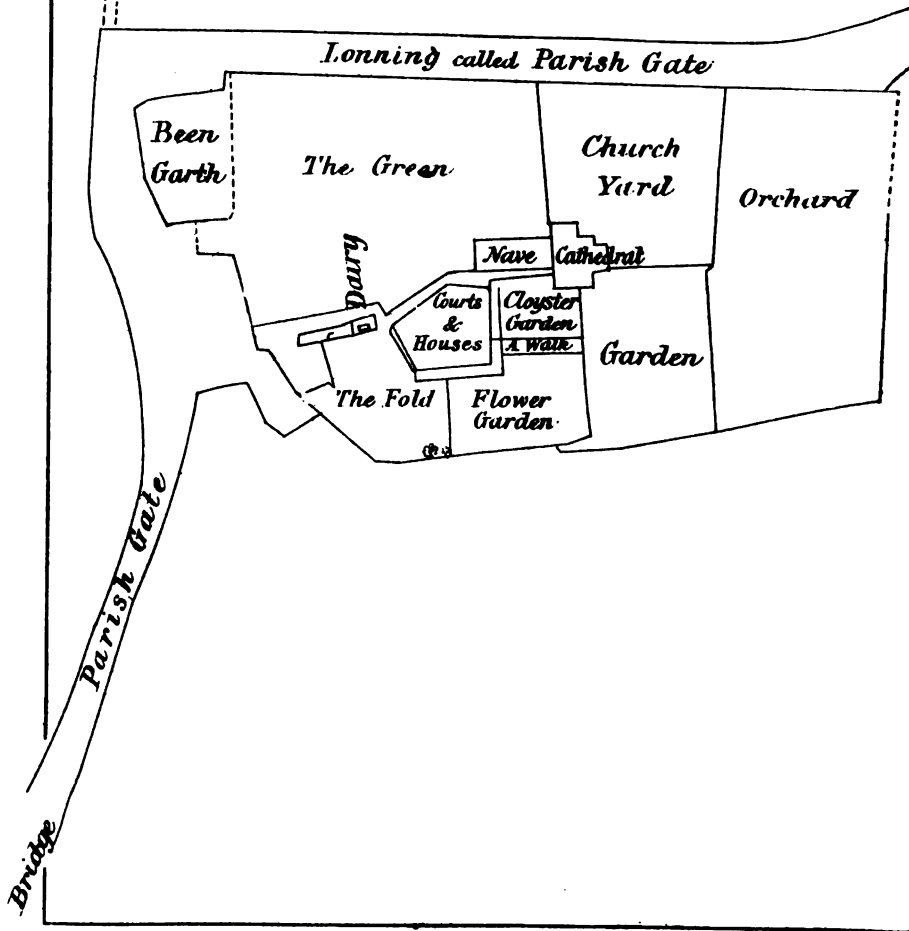 Lonning called Parish Gate
Been
Garth
The Green
Church
Yard
Orchard
Dairy
Nave
Cathedral
Courts
&
Houses
Cloyster
Garden
A Walk
Garden
The Fold
Flower
Garden
Parish Gate
Bridge